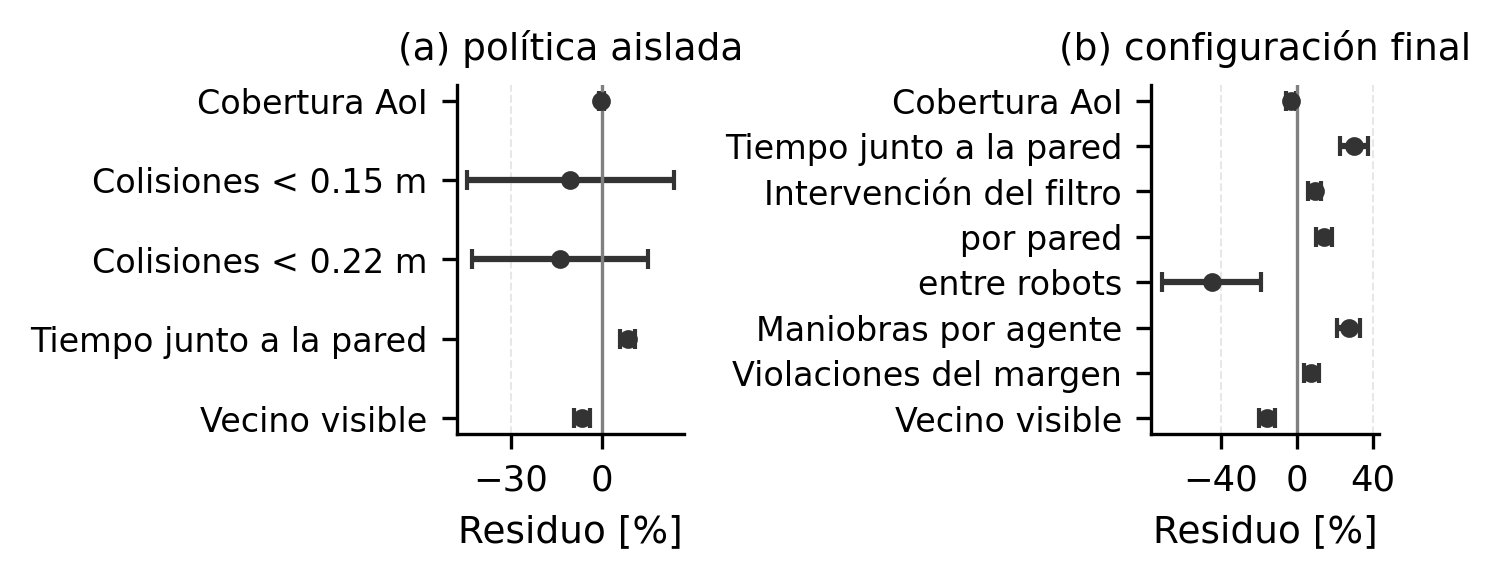 (a) política aislada
Cobertura AoI
Colisiones < 0.15 m
Colisiones < 0.22 m
Tiempo junto a la pared
Vecino visible
−30 0
Residuo [%]
(b) configuración final
Cobertura AoI
Tiempo junto a la pared
Intervención del filtro
por pared
entre robots
Maniobras por agente
Violaciones del margen
Vecino visible
−40 0 40
Residuo [%]